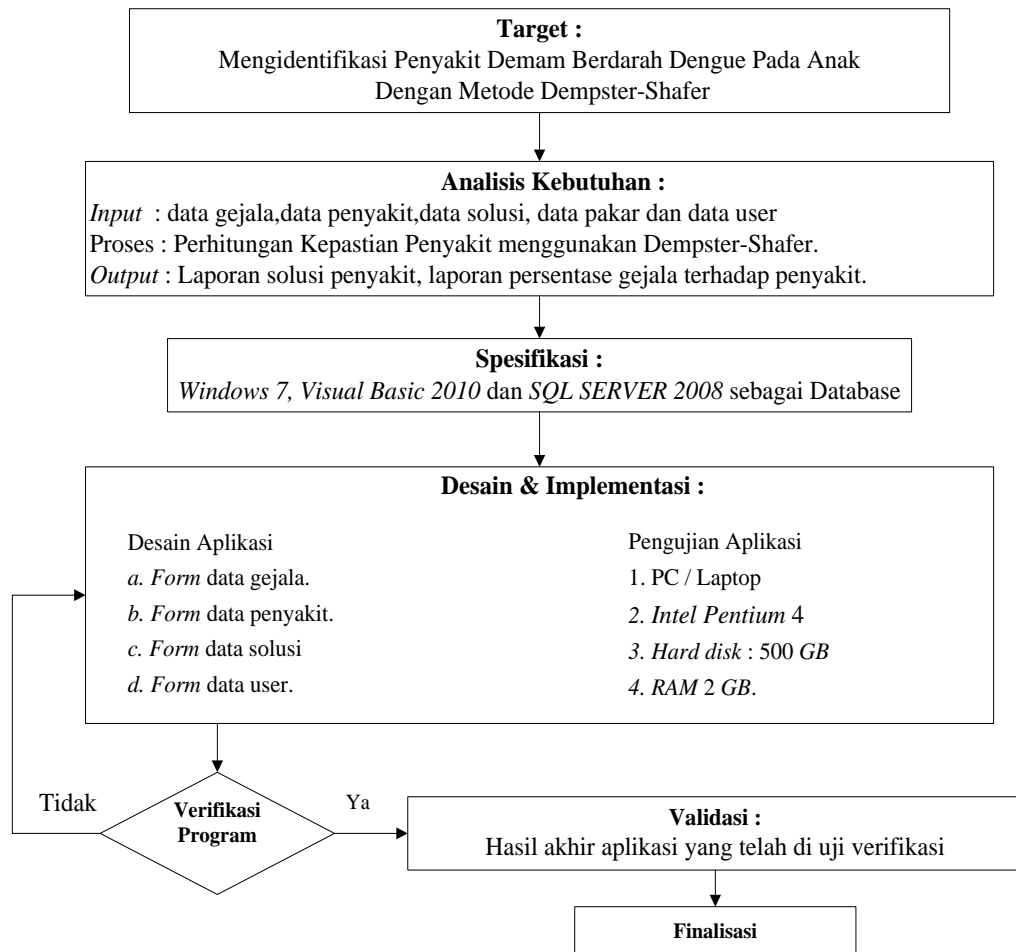 Target :
Mengidentifikasi Penyakit Demam Berdarah Dengue Pada Anak
Dengan Metode Dempster-Shafer
Analisis Kebutuhan :
Input : data gejala,data penyakit,data solusi, data pakar dan data user
Proses : Perhitungan Kepastian Penyakit menggunakan Dempster-Shafer.
Output : Laporan solusi penyakit, laporan persentase gejala terhadap penyakit.
Spesifikasi :
Windows 7, Visual Basic 2010 dan SQL SERVER 2008 sebagai Database
Desain & Implementasi :
Desain Aplikasi
a. Form data gejala.
b. Form data penyakit.
c. Form data solusi
d. Form data user.
Pengujian Aplikasi
1. PC / Laptop
2. Intel Pentium 4
3. Hard disk : 500 GB
4. RAM 2 GB.
Tidak
Verifikasi
Program
Ya
Validasi :
Hasil akhir aplikasi yang telah di uji verifikasi
Finalisasi